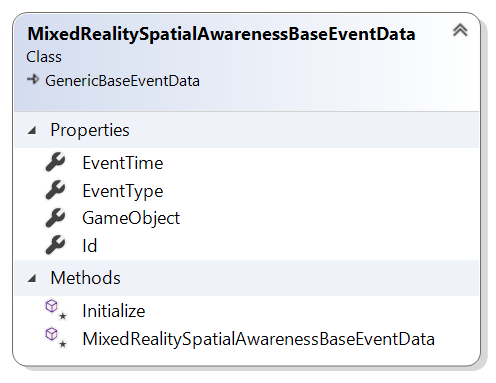 MixedRealitySpatialAwarenessBaseEventData
Class
GenericBaseEventData
Properties
EventTime
EventType
GameObject
Id
Methods
Initialize
MixedRealitySpatialAwarenessBaseEventData